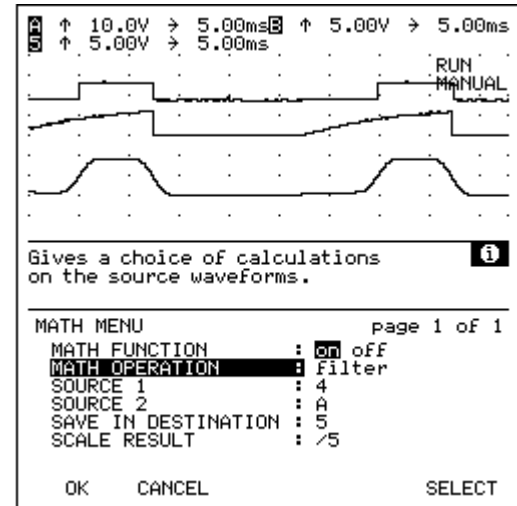 A ↑ 10.0V → 5.00ms B ↑ 5.00V → 5.00ms
5 ↑ 5.00V → 5.00ms
RUN
MANUAL
Gives a choice of calculations
on the source waveforms.
i
MATH MENU page 1 of 1
MATH FUNCTION : on off
MATH OPERATION : filter
SOURCE 1 : 4
SOURCE 2 : A
SAVE IN DESTINATION : 5
SCALE RESULT : /5
OK CANCEL SELECT